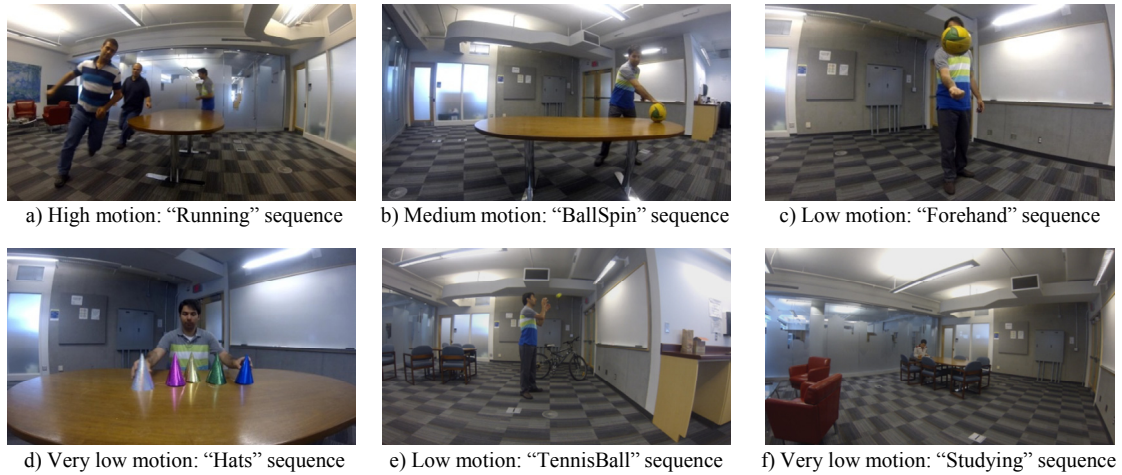 a) High motion: “Running” sequence
b) Medium motion: “BallSpin” sequence
c) Low motion: “Forehand” sequence
d) Very low motion: “Hats” sequence
e) Low motion: “TennisBall” sequence
f) Very low motion: “Studying” sequence